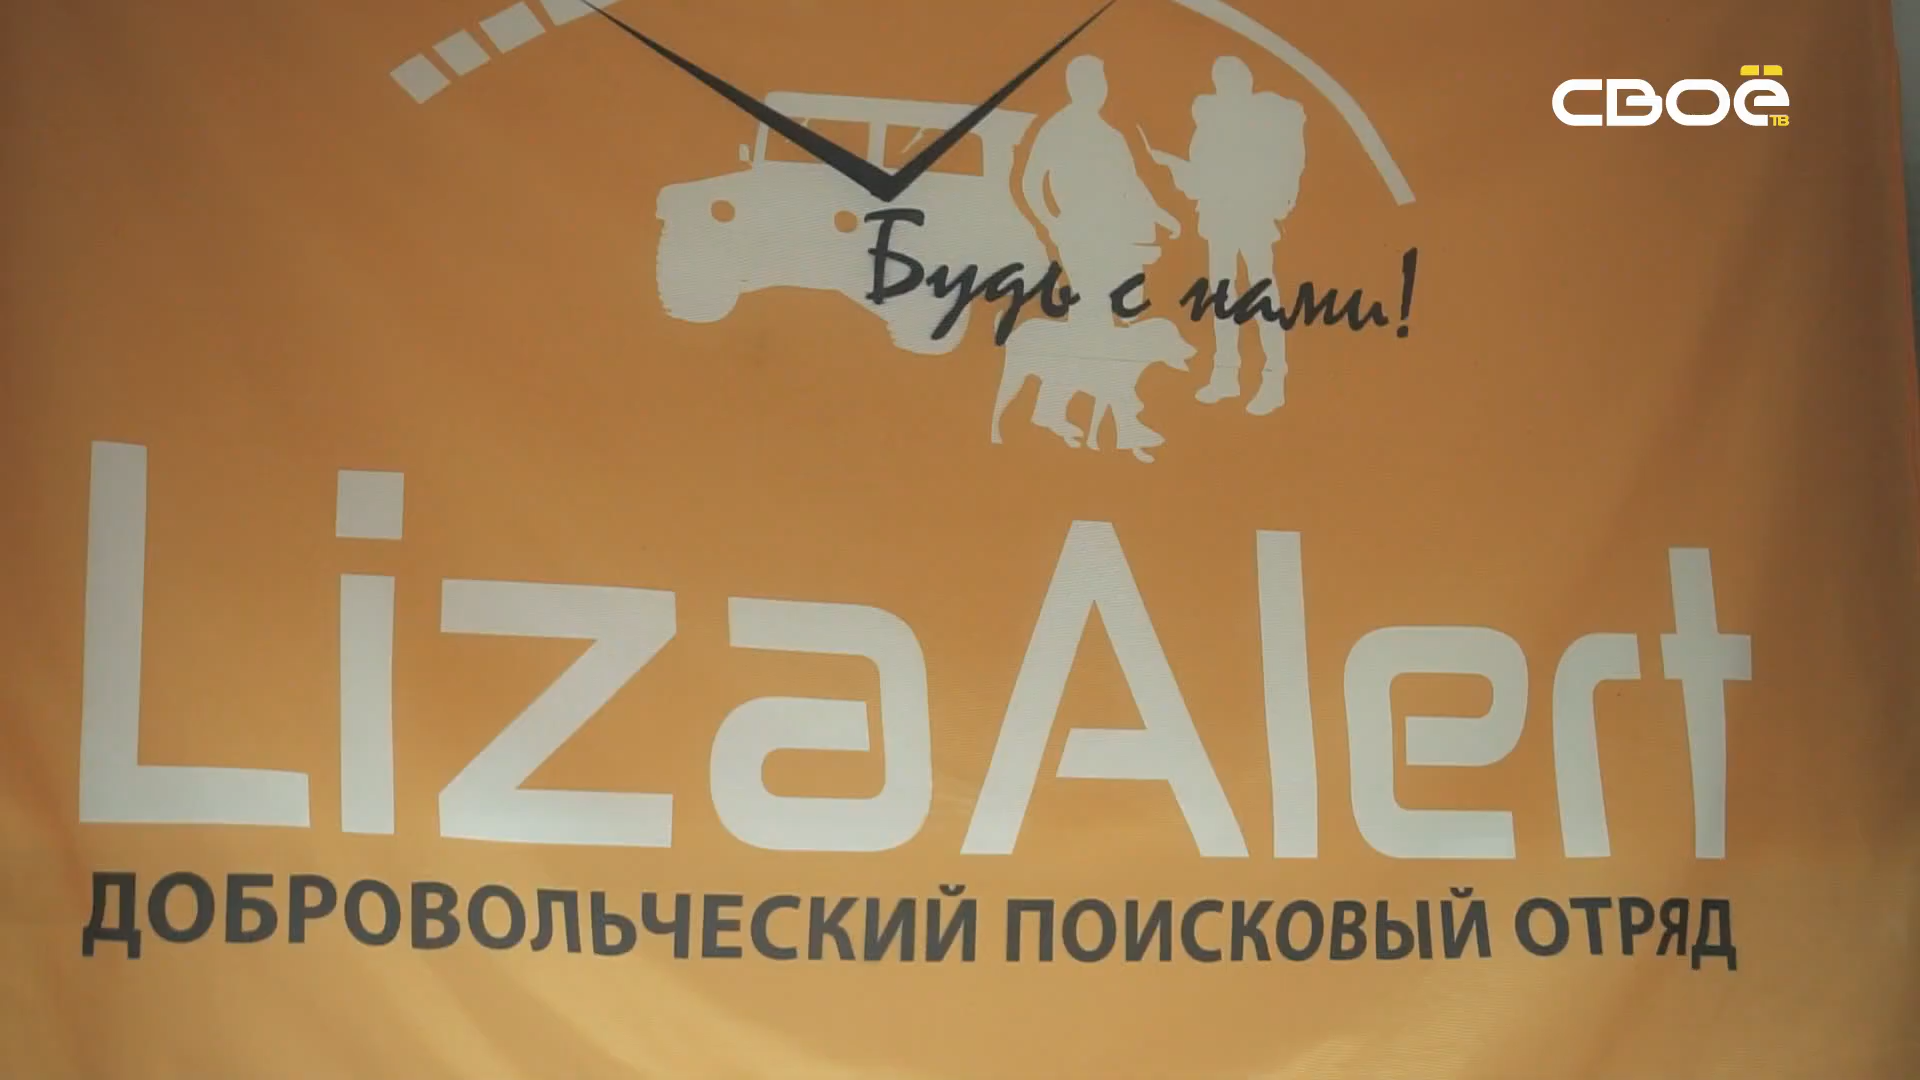 СВОЁ
ТВ
Будь с нами!
LizaAlert
ДОБРОВОЛЬЧЕСКИЙ ПОИСКОВЫЙ ОТРЯД